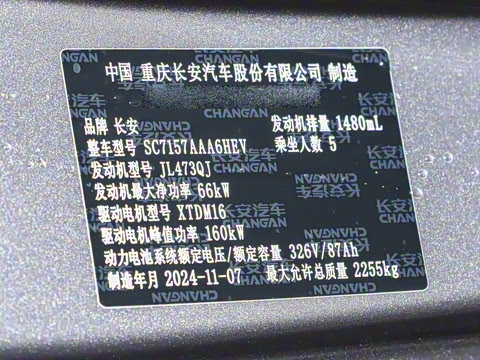 中国 重庆长安汽车股份有限公司 制造
品牌 长安 发动机排量 1480mL
整车型号 SC7157AAA6HEV 乘坐人数 5
发动机型号 JL473QJ
发动机最大净功率 66kW
驱动电机型号 XTDM16
驱动电机峰值功率 160kW
动力电池系统额定电压/额定容量 326V/87Ah
制造年月 2024-11-07 最大允许总质量 2255kg